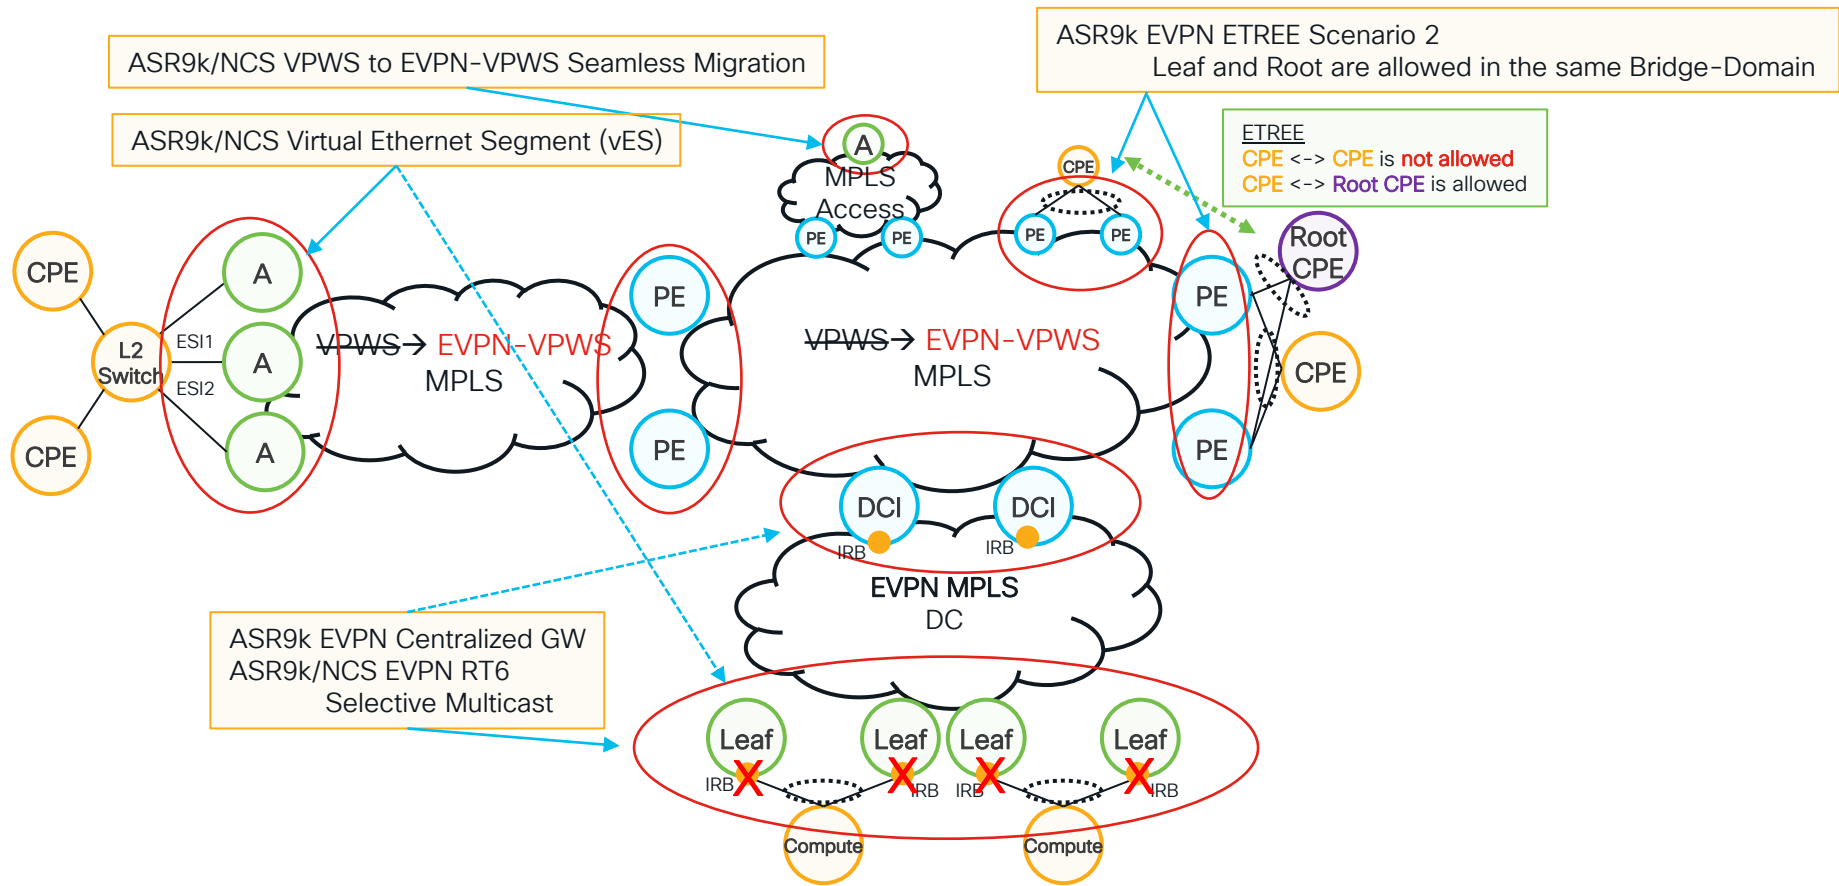 ASR9k EVPN ETREE Scenario 2
Leaf and Root are allowed in the same Bridge-Domain
ASR9k/NCS VPWS to EVPN-VPWS Seamless Migration
ASR9k/NCS Virtual Ethernet Segment (vES)
ETREE
CPE <-> CPE is not allowed
CPE <-> Root CPE is allowed
A
MPLS
Access
PE
PE
CPE
PE
PE
Root
CPE
CPE
A
L2
Switch
ESI1
ESI2
A
CPE
A
VPWS→ EVPN-VPWS
MPLS
PE
PE
VPWS→ EVPN-VPWS
MPLS
PE
CPE
PE
DCI
IRB
DCI
IRB
EVPN MPLS
DC
ASR9k EVPN Centralized GW
ASR9k/NCS EVPN RT6
Selective Multicast
Leaf
IRB
Leaf
IRB
Leaf
IRB
Leaf
IRB
X
X
X
X
Compute
Compute